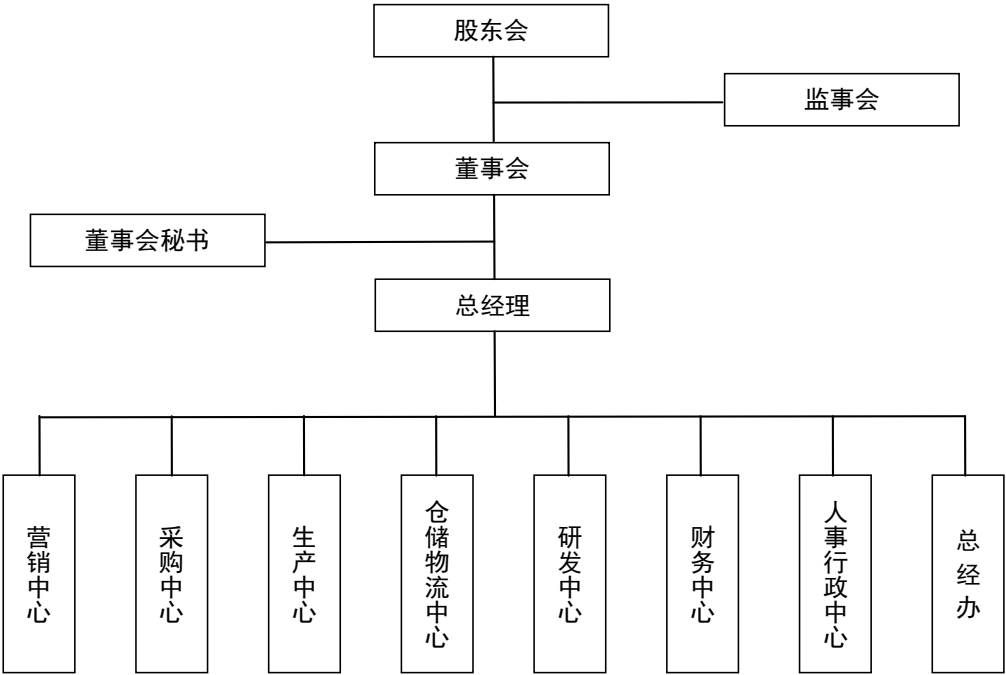 股东会
监事会
董事会
董事会秘书
总经理
营销中心
采购中心
生产中心
仓储物流中心
研发中心
财务中心
人事行政中心
总经办